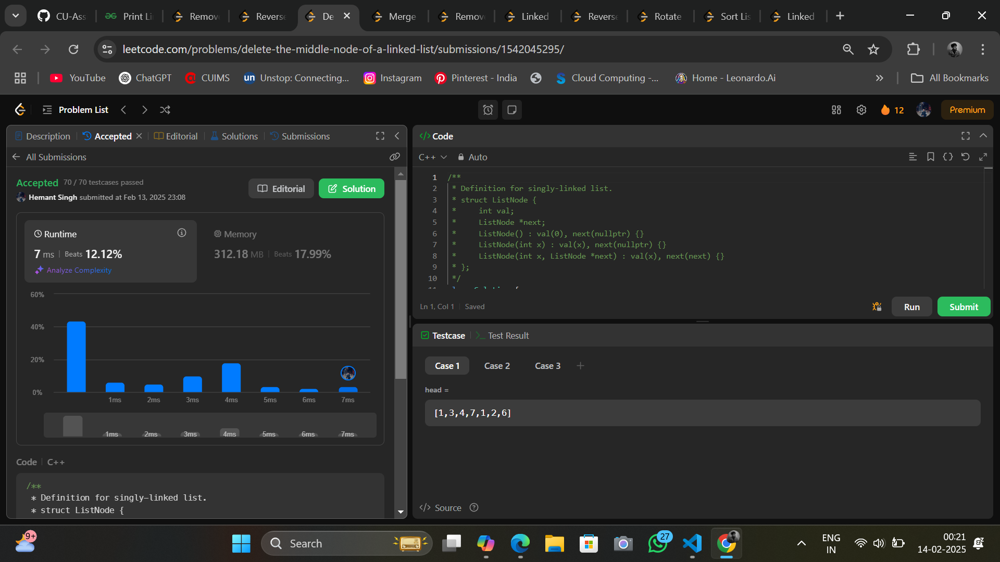 CU-Ass
Print Li
Remov
Reverse
De
Merge
Remov
Linked
Reverse
Rotate
Sort Lis
Linked
leetcode.com/problems/delete-the-middle-node-of-a-linked-list/submissions/1542045295/
YouTube
ChatGPT
CUIMS
un
Unstop: Connecting...
Instagram
Pinterest - India
Cloud Computing -...
Home - Leonardo.Ai
All Bookmarks
Problem List
12
Premium
Description
Accepted
Editorial
Solutions
Submissions
All Submissions
Accepted 70 / 70 testcases passed
Hemant Singh submitted at Feb 13, 2025 23:08
Editorial
Solution
Runtime
7 ms | Beats 12.12%
Analyze Complexity
Memory
312.18 MB | Beats 17.99%
60%
40%
20%
0%
1ms 2ms 3ms 4ms 5ms 6ms 7ms
1ms 2ms 3ms 4ms 5ms 6ms 7ms
Code | C++
/**
* Definition for singly-linked list.
* struct ListNode {
</> Code
C++
Auto
1 /**
2 * Definition for singly-linked list.
3 * struct ListNode {
4 *     int val;
5 *     ListNode *next;
6 *     ListNode() : val(0), next(nullptr) {}
7 *     ListNode(int x) : val(x), next(nullptr) {}
8 *     ListNode(int x, ListNode *next) : val(x), next(next) {}
9 * };
10 */
Ln 1, Col 1 | Saved
Run
Submit
Testcase
Test Result
Case 1
Case 2
Case 3
+
head =
[1,3,4,7,1,2,6]
</> Source
9+
Search
27
ENG
IN
00:21
14-02-2025